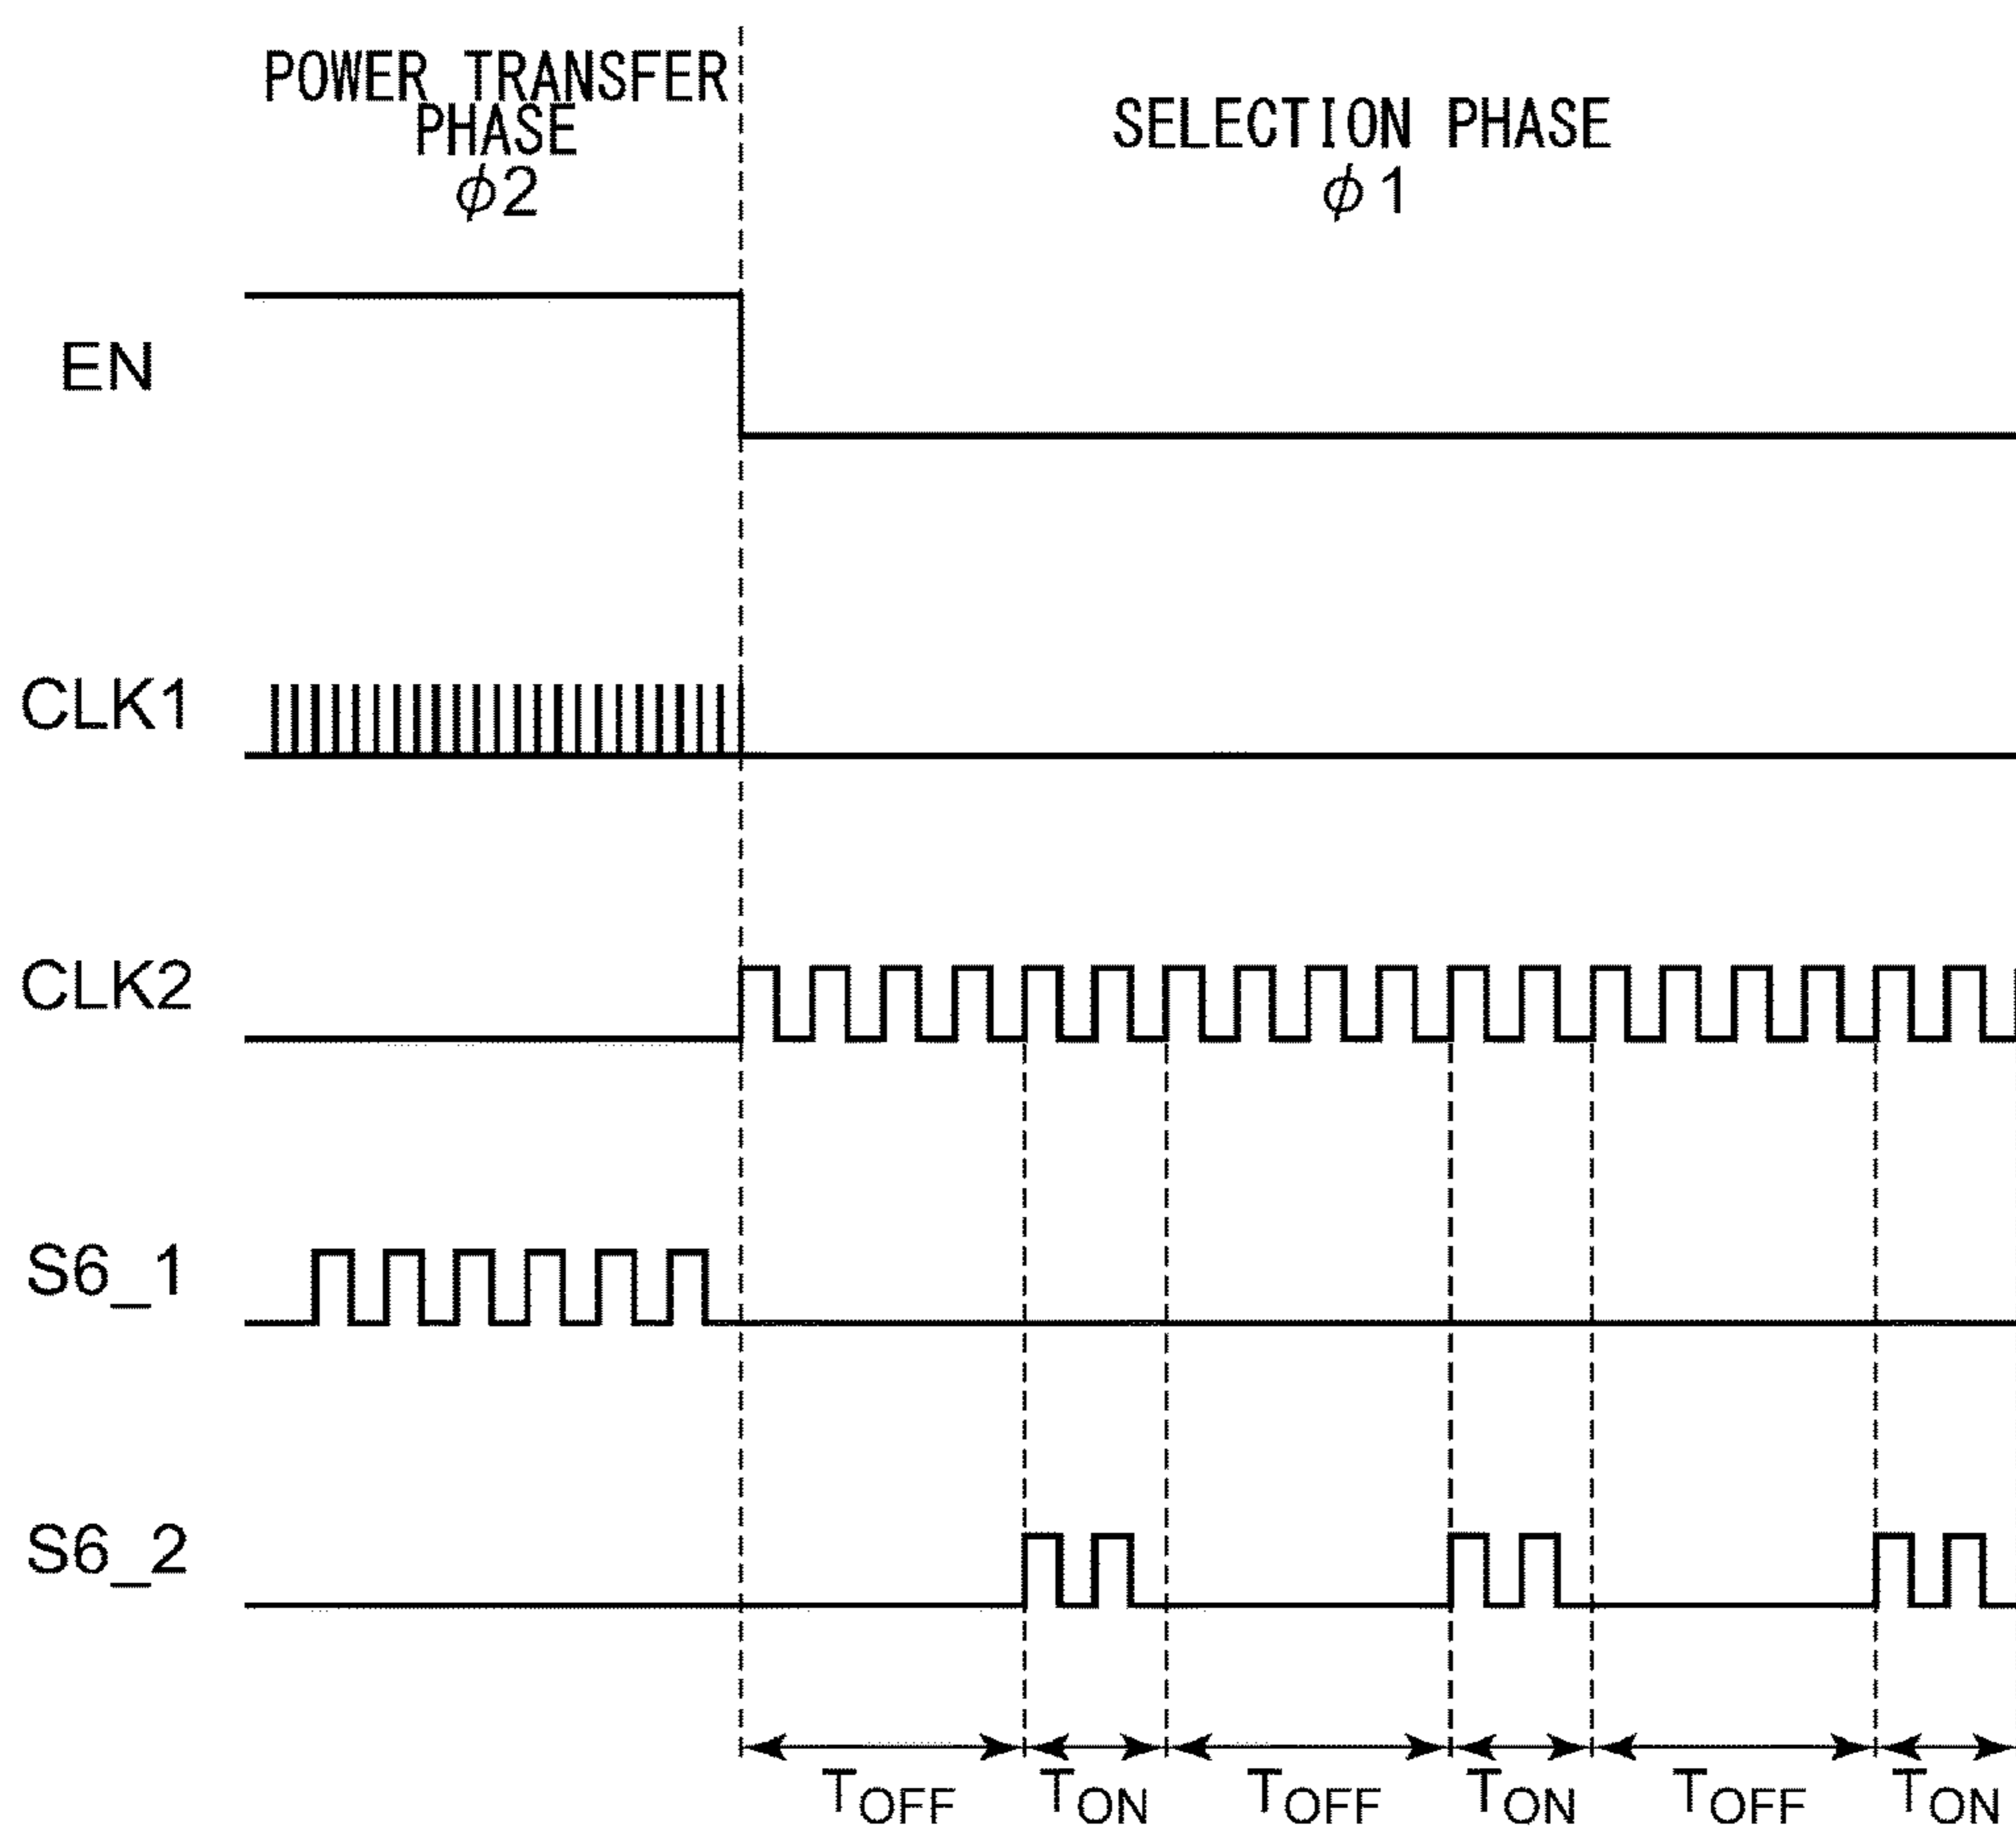 POWER TRANSFER
PHASE
φ2
SELECTION PHASE
φ1
EN
CLK1
CLK2
S6_1
S6_2
TOFF TON TOFF TON TOFF TON